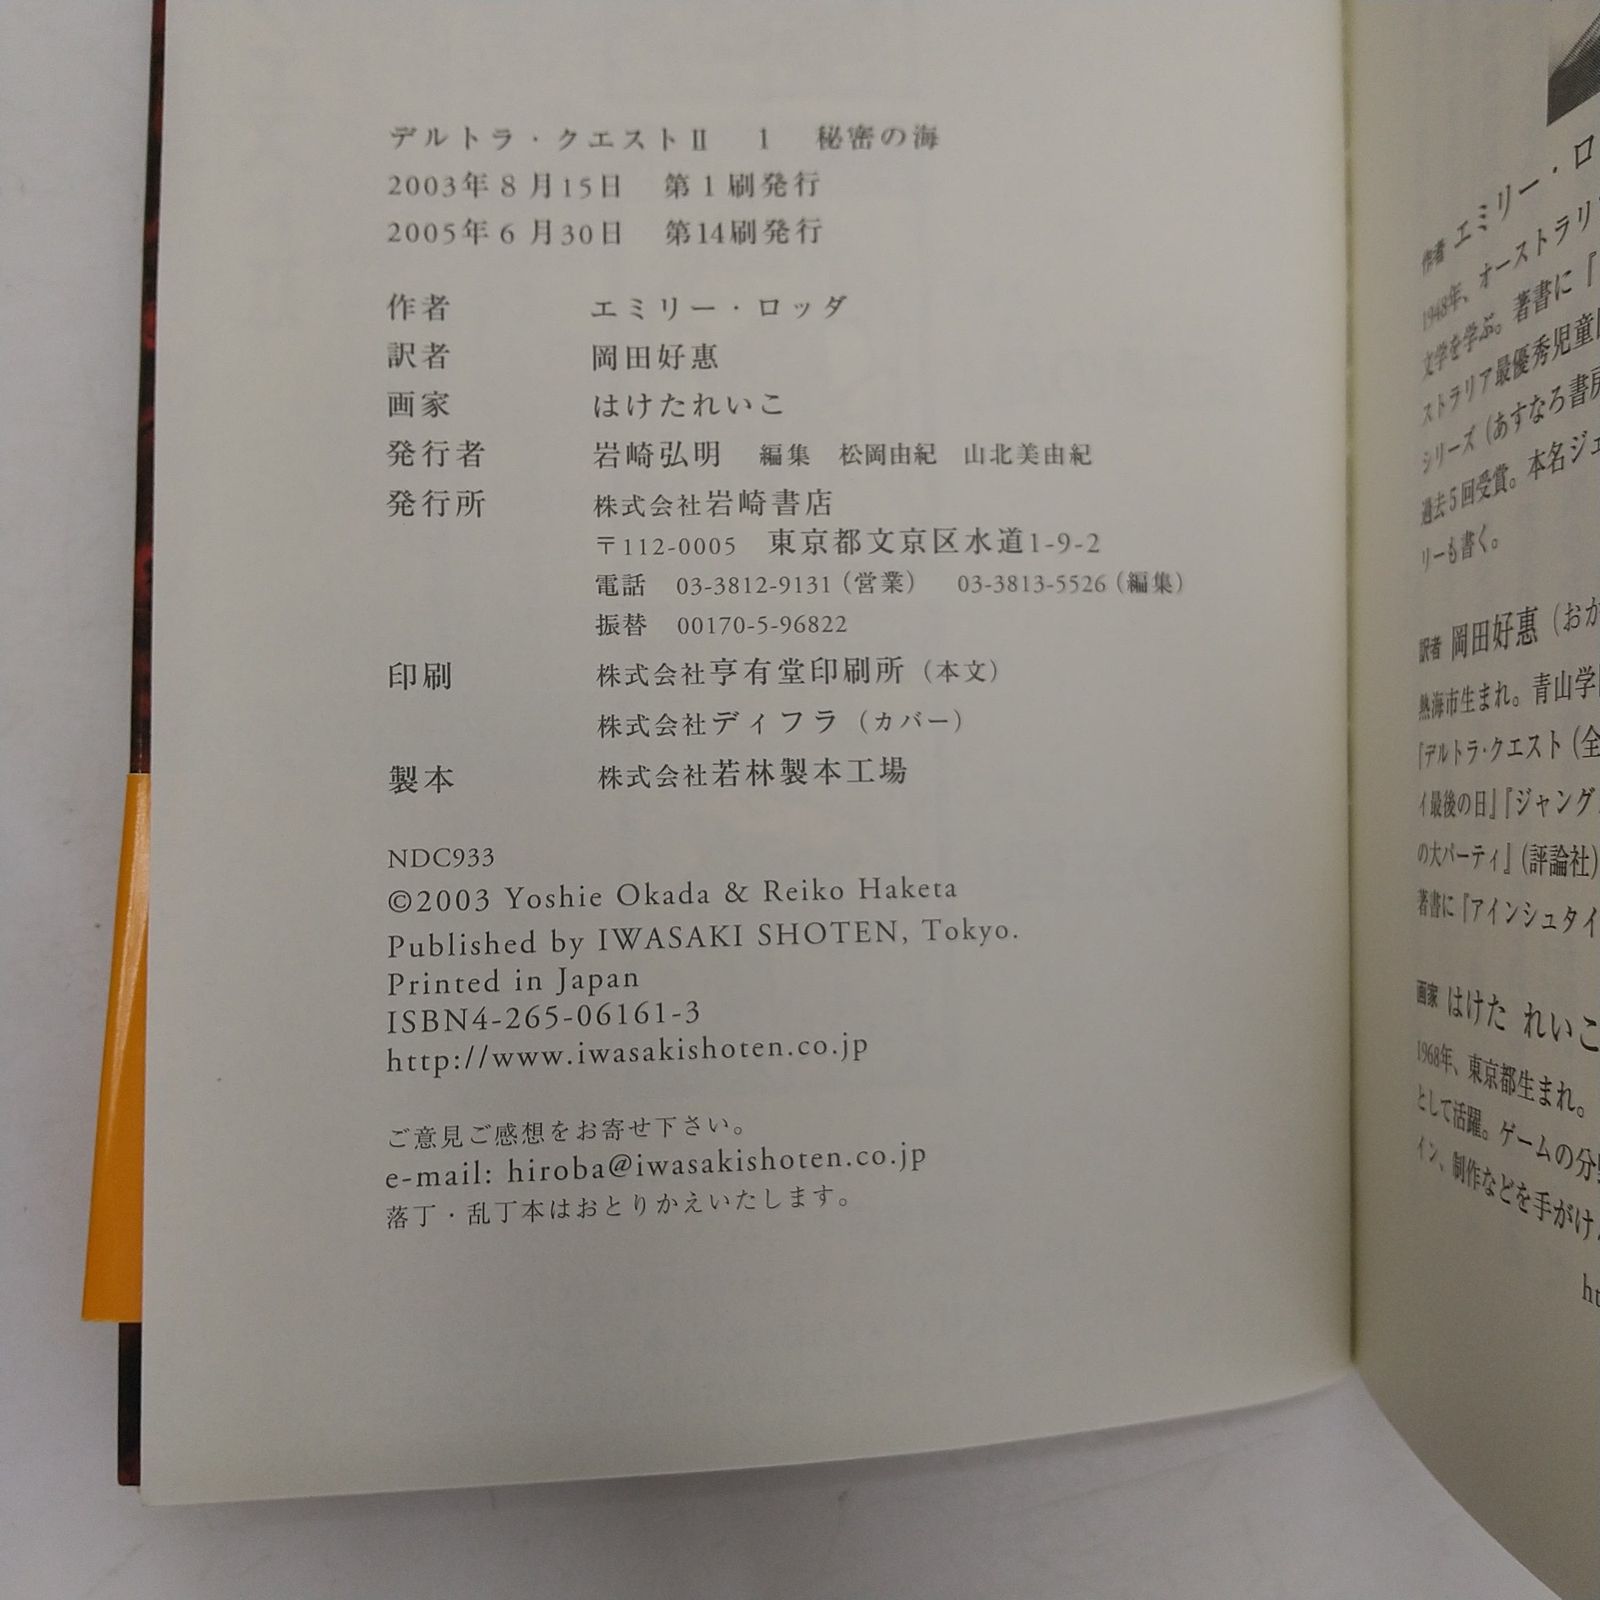 デルトラ・クエストⅡ　1　秘密の海
2003年8月15日　第1刷発行
2005年6月30日　第14刷発行
作者　エミリー・ロッダ
訳者　岡田好惠
画家　はけたれいこ
発行者　岩崎弘明　編集　松岡由紀　山北美由紀
発行所　株式会社岩崎書店
〒112-0005　東京都文京区水道1-9-2
電話　03-3812-9131（営業）　03-3813-5526（編集）
振替　00170-5-96822
印刷　株式会社亨有堂印刷所（本文）
株式会社ディフラ（カバー）
製本　株式会社若林製本工場
NDC933
©2003 Yoshie Okada & Reiko Haketa
Published by IWASAKI SHOTEN, Tokyo.
Printed in Japan
ISBN4-265-06161-3
http://www.iwasakishoten.co.jp
ご意見ご感想をお寄せ下さい。
e-mail: hiroba@iwasakishoten.co.jp
落丁・乱丁本はおとりかえいたします。
作者 エミリー・ロ
1948年、オーストラリ
文学を学ぶ。著書に『
ストラリア最優秀児童
シリーズ（あすなろ書房
過去5回受賞。本名ジェ
リーも書く。
訳者 岡田好惠（おか
熱海市生まれ。青山学
『デルトラ・クエスト（全
イ最後の日』『ジャング
の大パーティ』（評論社）
著書に『アインシュタイ
画家 はけた れいこ
1968年、東京都生まれ。
として活躍。ゲームの分
イン、制作などを手がけ
ht